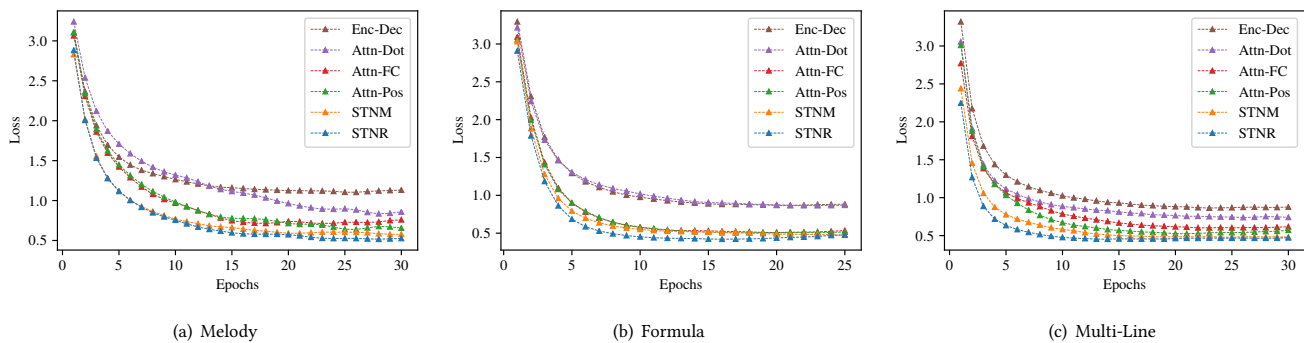 3.0
2.5
2.0
1.5
1.0
0.5
Loss
0 5 10 15 20 25 30
Epochs
Enc-Dec
Attn-Dot
Attn-FC
Attn-Pos
STNM
STNR
(a) Melody
3.0
2.5
2.0
1.5
1.0
0.5
Loss
0 5 10 15 20 25
Epochs
Enc-Dec
Attn-Dot
Attn-FC
Attn-Pos
STNM
STNR
(b) Formula
3.0
2.5
2.0
1.5
1.0
0.5
Loss
0 5 10 15 20 25 30
Epochs
Enc-Dec
Attn-Dot
Attn-FC
Attn-Pos
STNM
STNR
(c) Multi-Line